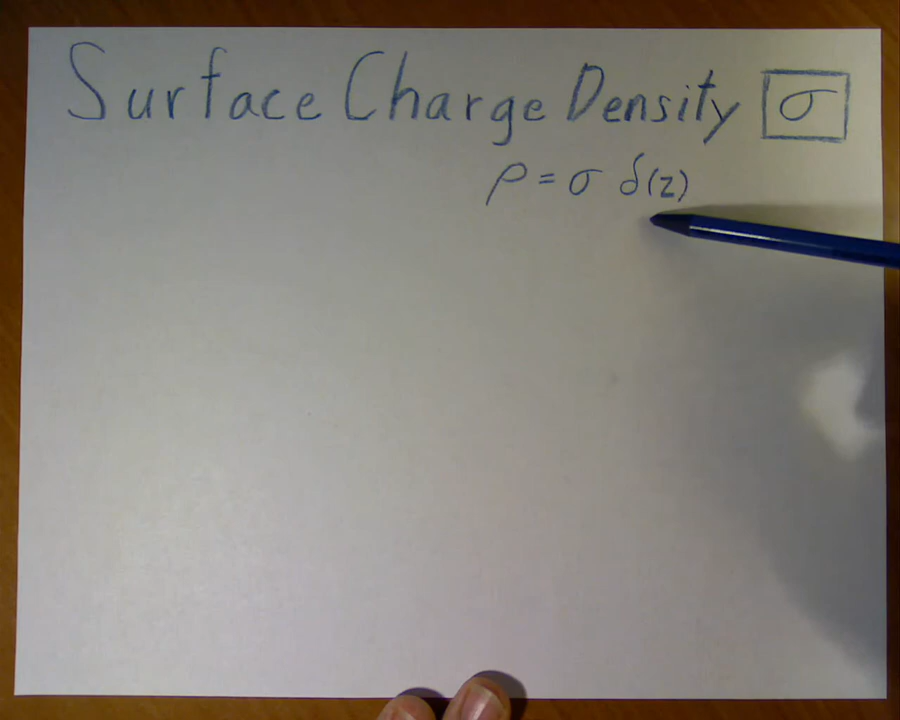 Surface Charge Density σ
ρ = σ δ(z)